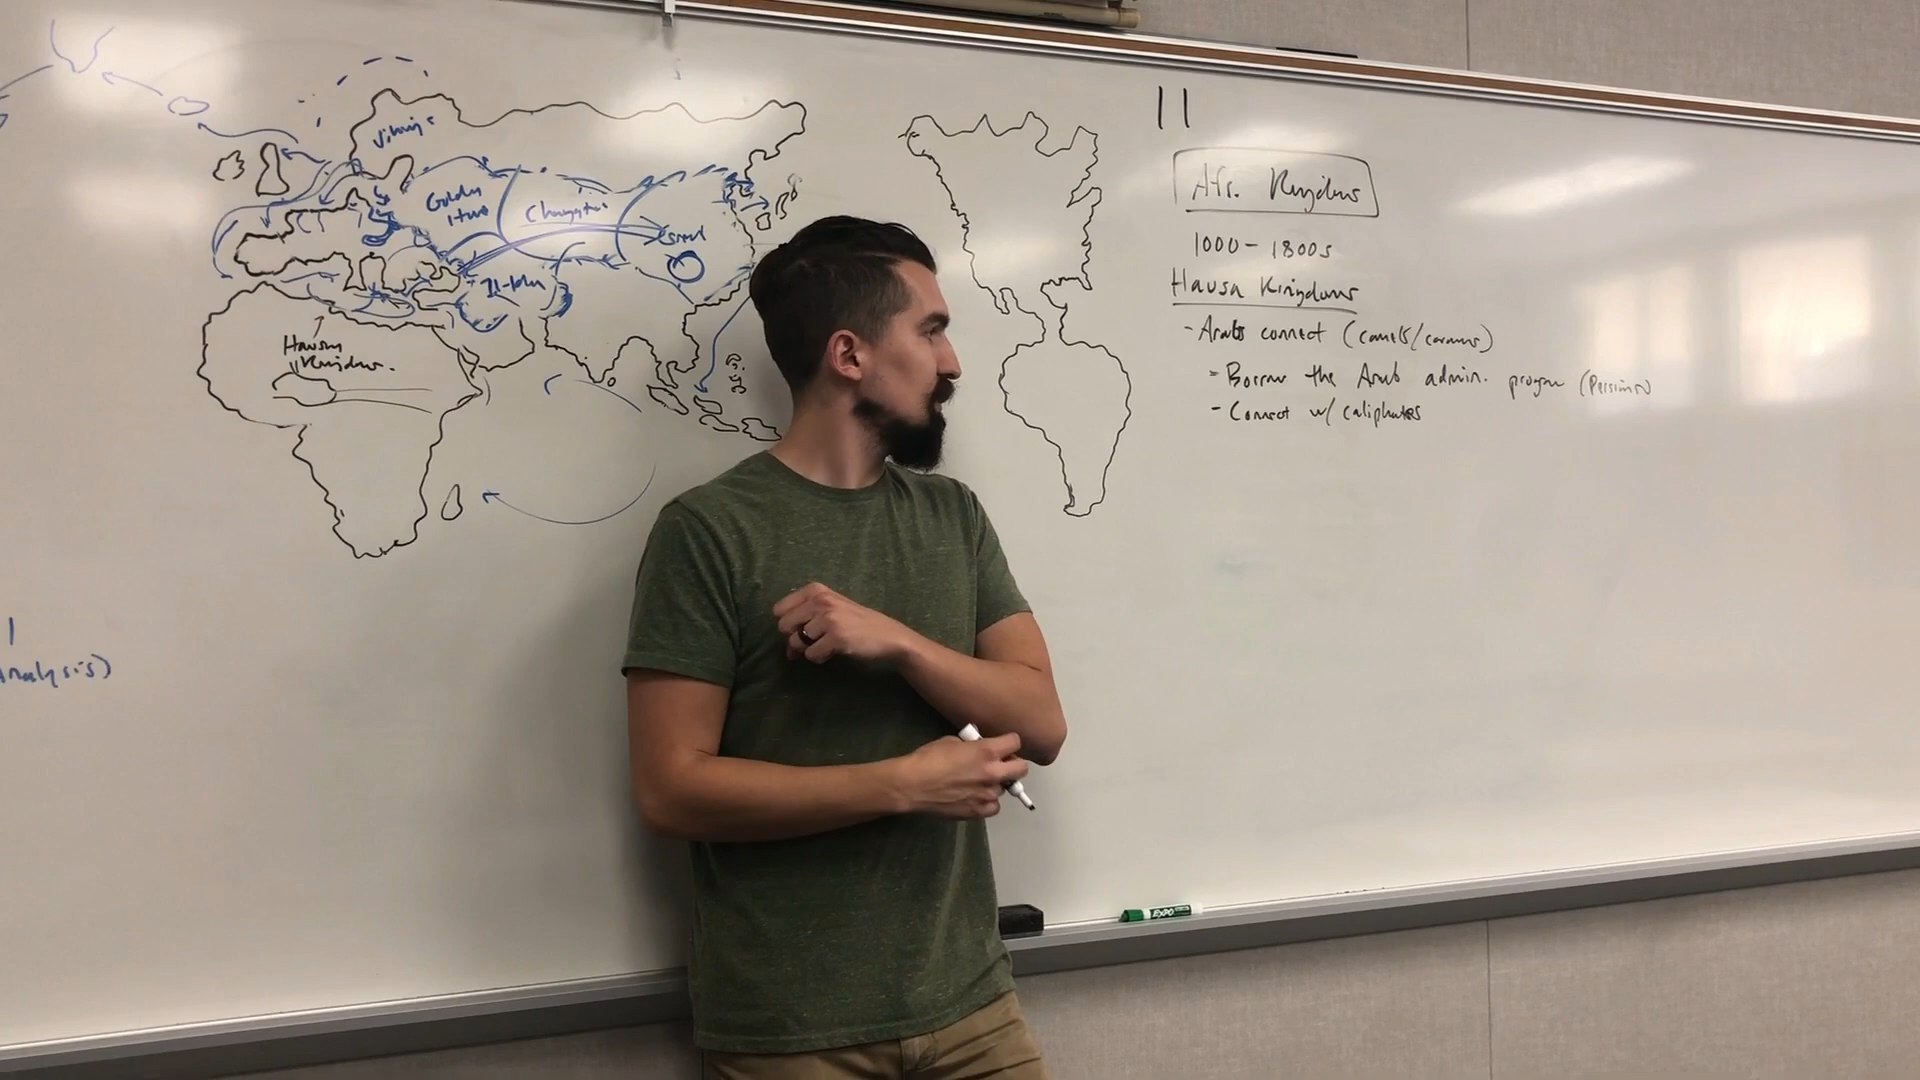 Vikings
Golden
Horde
Il-khan
Hausa
Kingdoms.
nalysis)
11
Afr. Kingdoms
1000 - 1800s
Hausa Kingdoms
- Arabs connect (camels/caravans)
- Borrow the Arab admin. program (Persian)
- Connect w/ caliphates
EXPO